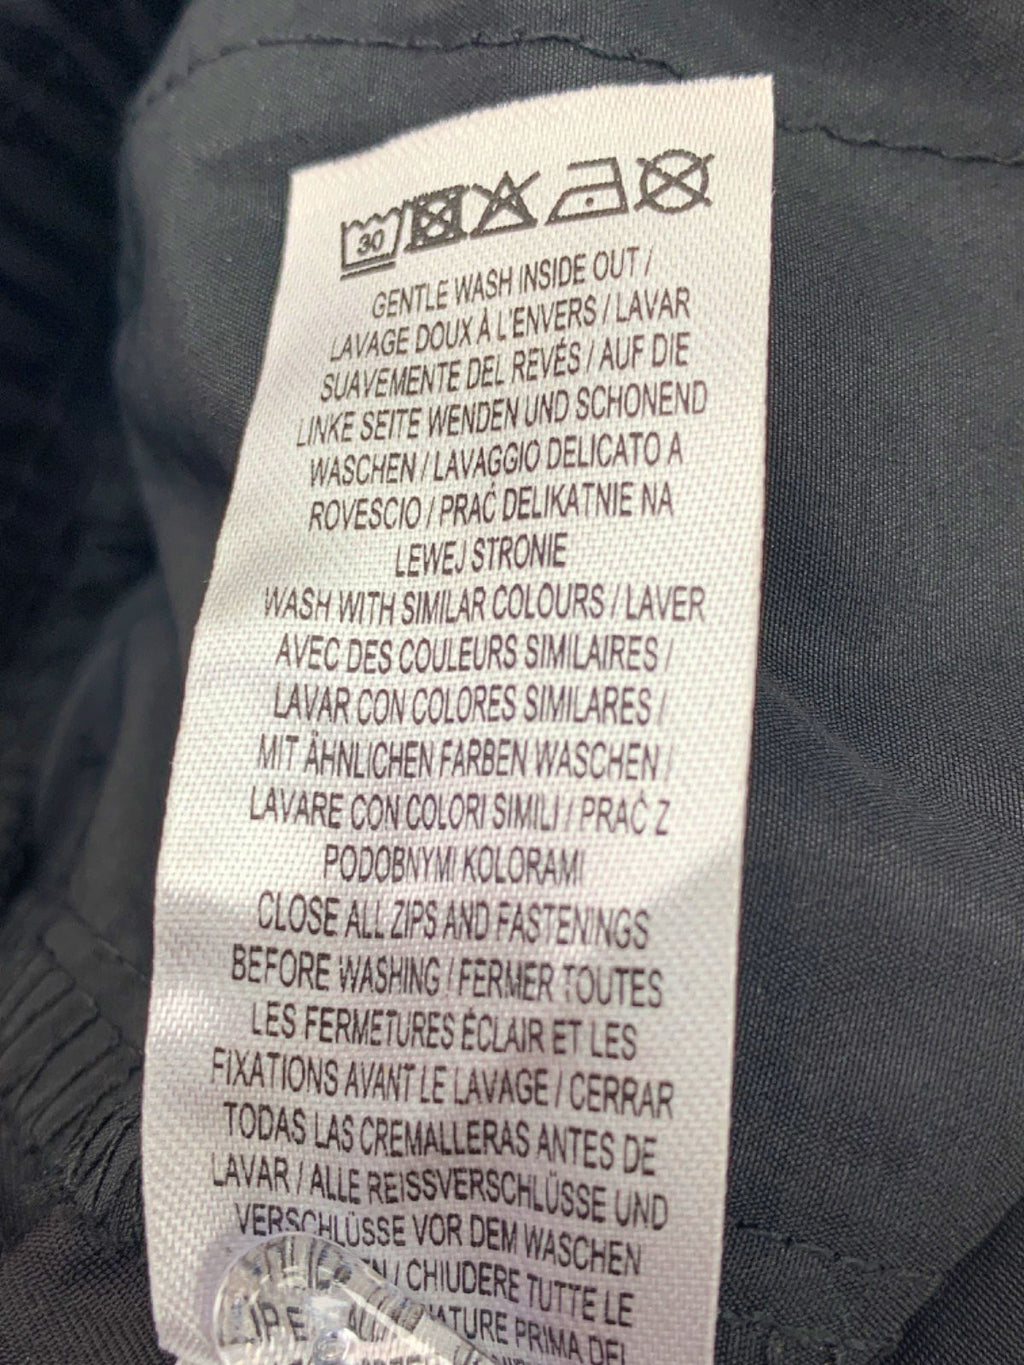 30
GENTLE WASH INSIDE OUT /
LAVAGE DOUX À L'ENVERS / LAVAR
SUAVEMENTE DEL REVÉS / AUF DIE
LINKE SEITE WENDEN UND SCHONEND
WASCHEN / LAVAGGIO DELICATO A
ROVESCIO / PRAĆ DELIKATNIE NA
LEWEJ STRONIE
WASH WITH SIMILAR COLOURS / LAVER
AVEC DES COULEURS SIMILAIRES /
LAVAR CON COLORES SIMILARES /
MIT ÄHNLICHEN FARBEN WASCHEN /
LAVARE CON COLORI SIMILI / PRAĆ Z
PODOBNYMI KOLORAMI
CLOSE ALL ZIPS AND FASTENINGS
BEFORE WASHING / FERMER TOUTES
LES FERMETURES ÉCLAIR ET LES
FIXATIONS AVANT LE LAVAGE / CERRAR
TODAS LAS CREMALLERAS ANTES DE
LAVAR / ALLE REISSVERSCHLÜSSE UND
VERSCHLÜSSE VOR DEM WASCHEN
/ CHIUDERE TUTTE LE
PRIMA DEL